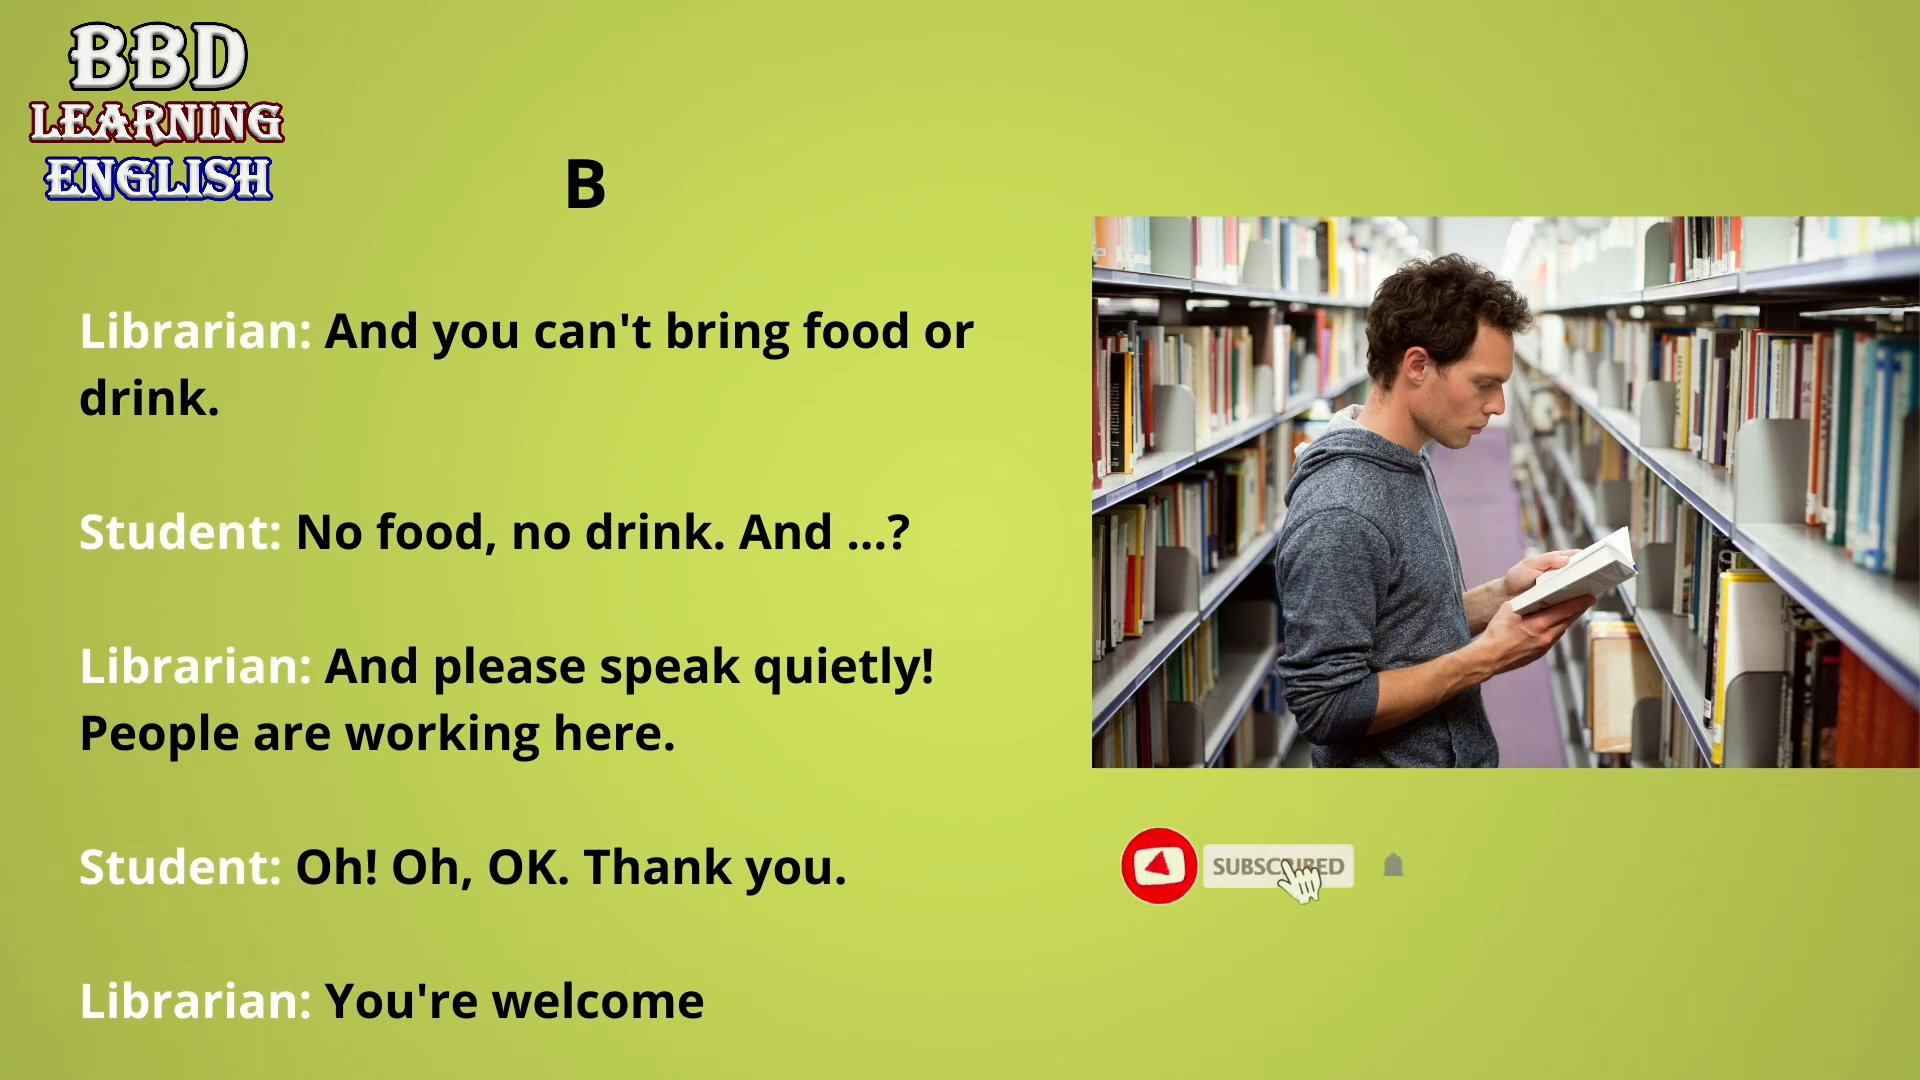 BBD
LEARNING
ENGLISH
B
Librarian: And you can't bring food or
drink.
Student: No food, no drink. And ...?
Librarian: And please speak quietly!
People are working here.
Student: Oh! Oh, OK. Thank you.
Librarian: You're welcome
SUBSCRIBED